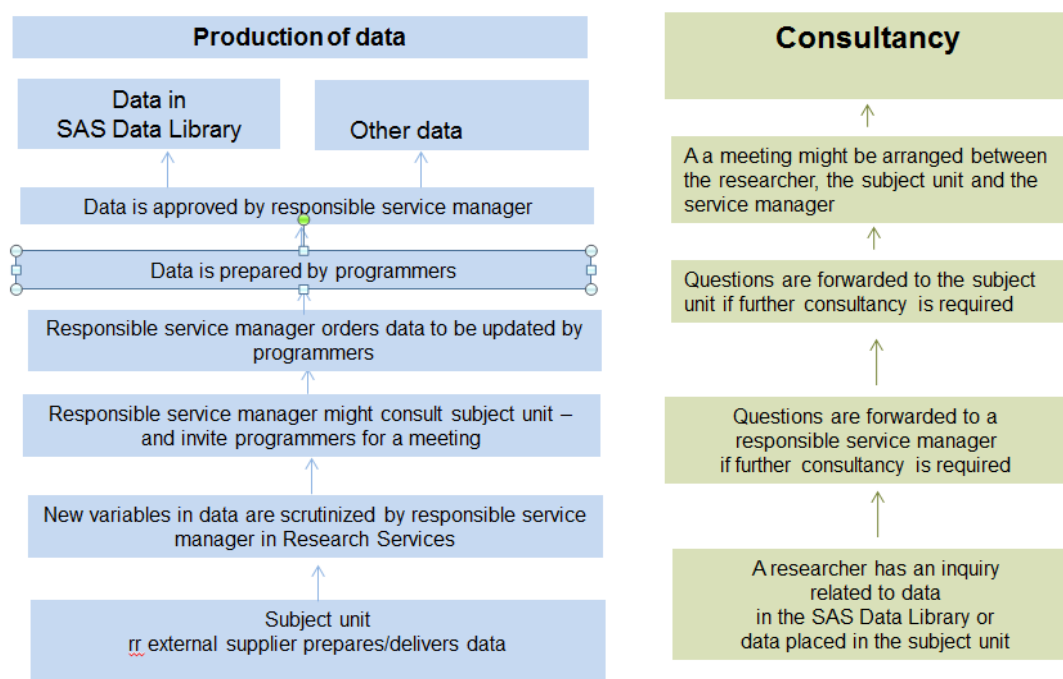 Production of data
Data in
SAS Data Library
Other data
Data is approved by responsible service manager
Data is prepared by programmers
Responsible service manager orders data to be updated by
programmers
Responsible service manager might consult subject unit –
and invite programmers for a meeting
New variables in data are scrutinized by responsible service
manager in Research Services
Subject unit
rr external supplier prepares/delivers data
Consultancy
A a meeting might be arranged between
the researcher, the subject unit and the
service manager
Questions are forwarded to the subject
unit if further consultancy is required
Questions are forwarded to a
responsible service manager
if further consultancy is required
A researcher has an inquiry
related to data
in the SAS Data Library or
data placed in the subject unit